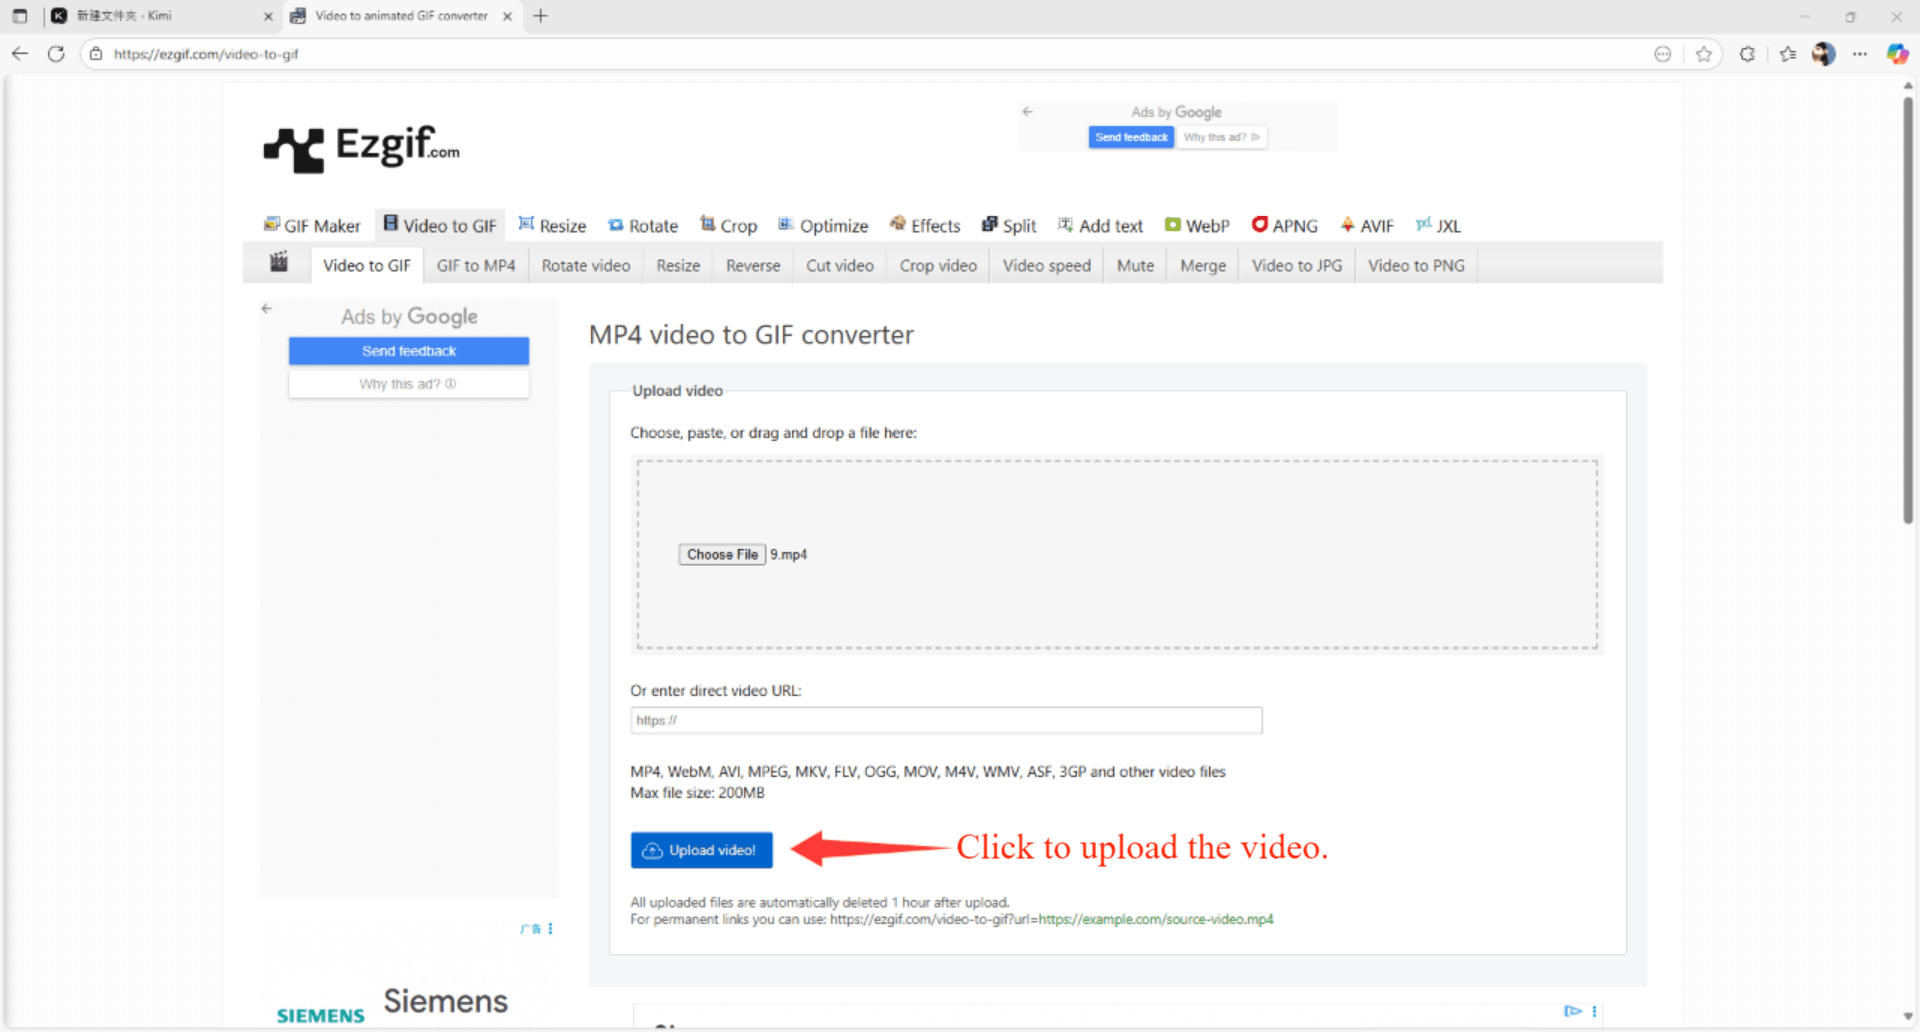 新建文件夹 - Kimi
Video to animated GIF converter
https://ezgif.com/video-to-gif
Ezgif.com
Ads by Google
Send feedback
Why this ad?
GIF Maker
Video to GIF
Resize
Rotate
Crop
Optimize
Effects
Split
Add text
WebP
APNG
AVIF
JXL
Video to GIF
GIF to MP4
Rotate video
Resize
Reverse
Cut video
Crop video
Video speed
Mute
Merge
Video to JPG
Video to PNG
Ads by Google
Send feedback
Why this ad?
MP4 video to GIF converter
Upload video
Choose, paste, or drag and drop a file here:
Choose File 9.mp4
Or enter direct video URL:
https://
MP4, WebM, AVI, MPEG, MKV, FLV, OGG, MOV, M4V, WMV, ASF, 3GP and other video files
Max file size: 200MB
Upload video!
Click to upload the video.
All uploaded files are automatically deleted 1 hour after upload.
For permanent links you can use: https://ezgif.com/video-to-gif?url=https://example.com/source-video.mp4
广告
SIEMENS
Siemens